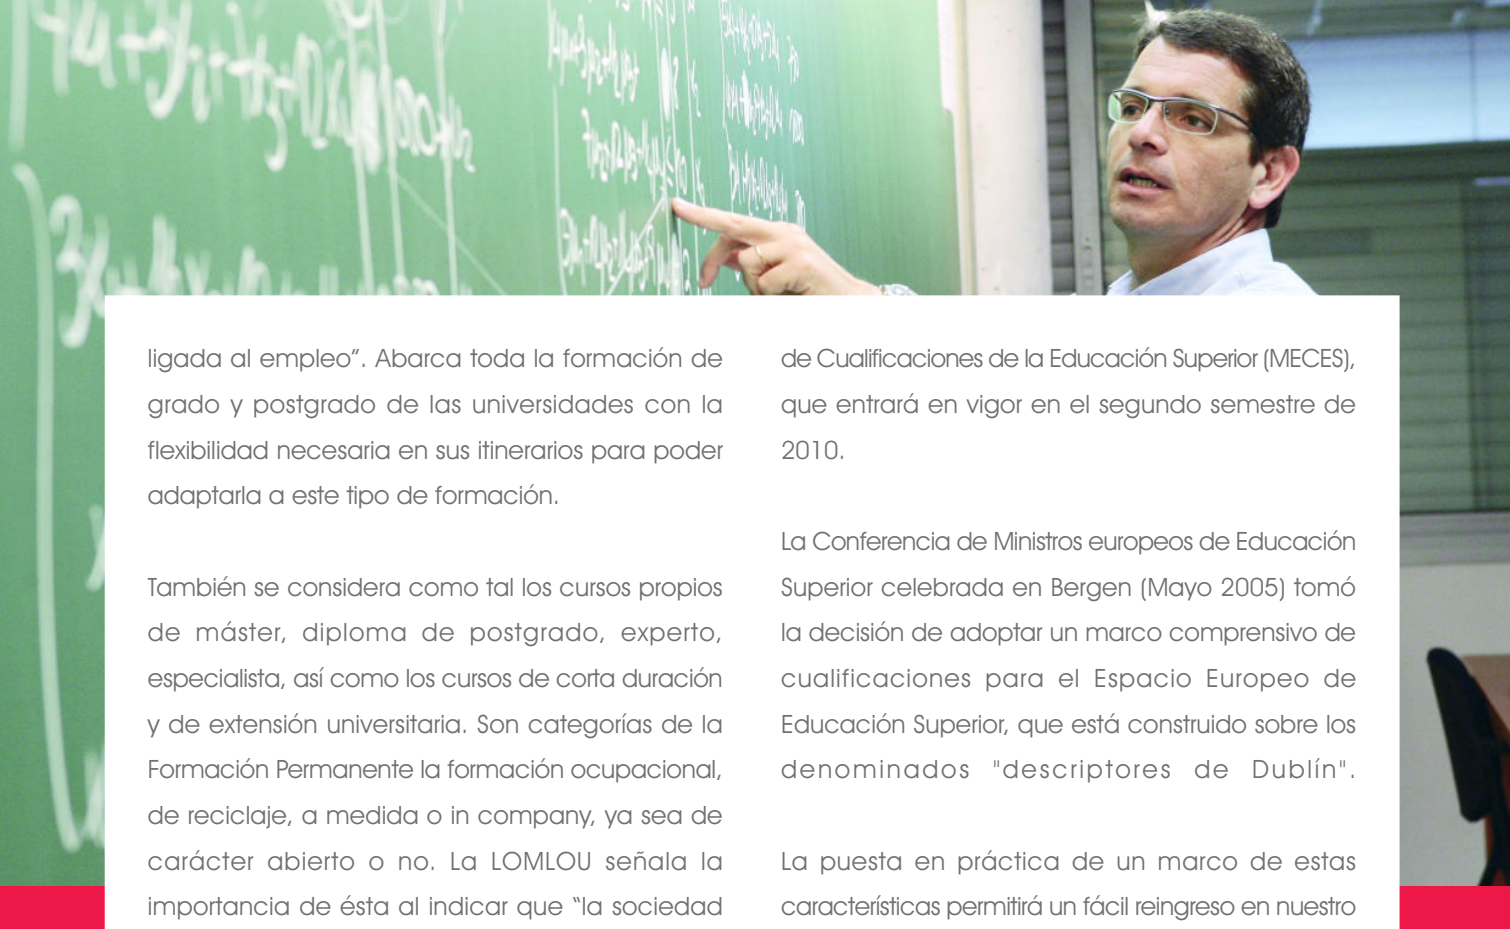 ligada al empleo”. Abarca toda la formación de
grado y postgrado de las universidades con la
flexibilidad necesaria en sus itinerarios para poder
adaptarla a este tipo de formación.
También se considera como tal los cursos propios
de máster, diploma de postgrado, experto,
especialista, así como los cursos de corta duración
y de extensión universitaria. Son categorías de la
Formación Permanente la formación ocupacional,
de reciclaje, a medida o in company, ya sea de
carácter abierto o no. La LOMLOU señala la
importancia de ésta al indicar que “la sociedad
de Cualificaciones de la Educación Superior (MECES),
que entrará en vigor en el segundo semestre de
2010.
La Conferencia de Ministros europeos de Educación
Superior celebrada en Bergen (Mayo 2005) tomó
la decisión de adoptar un marco comprensivo de
cualificaciones para el Espacio Europeo de
Educación Superior, que está construido sobre los
denominados "descriptores de Dublín".
La puesta en práctica de un marco de estas
características permitirá un fácil reingreso en nuestro